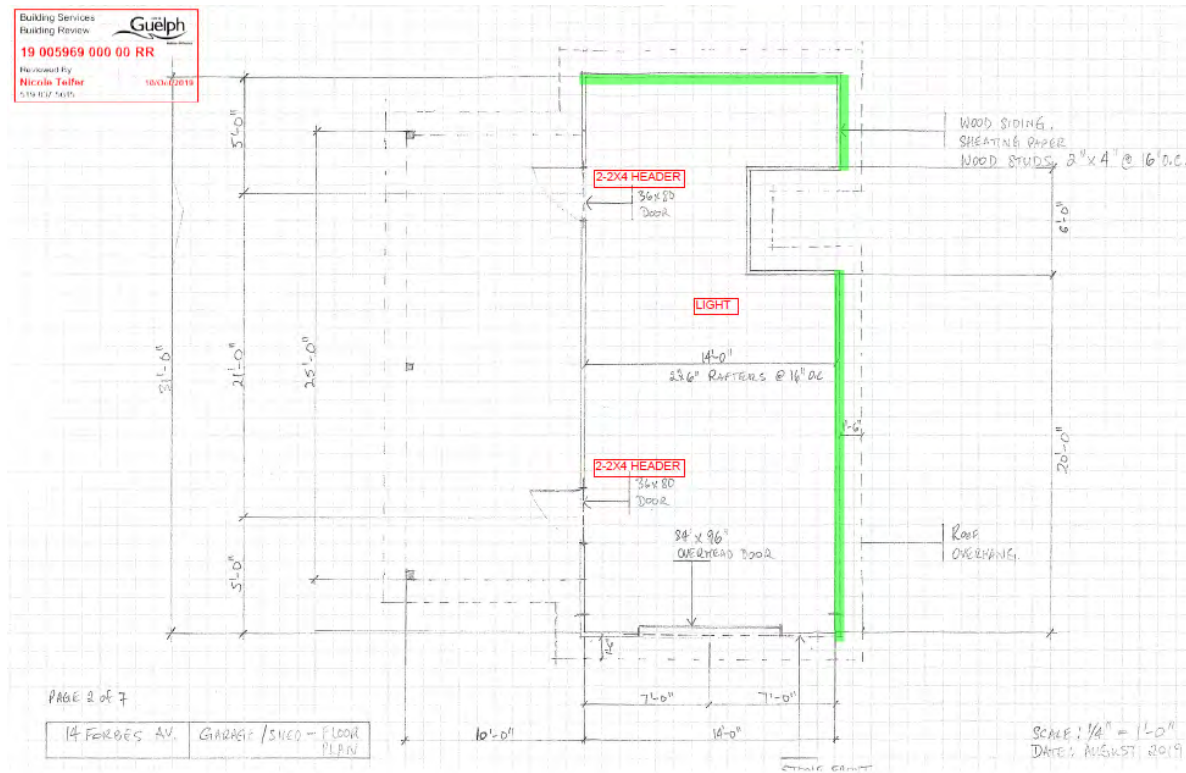 Building Services
Building Review
Guelph
19 005969 000 00 RR
Reviewed By
Nicole Telfer
WOOD SIDING,
SHEATING PAPER
WOOD STUDS, 2"x4" @ 16"O.C.
5'-0"
2-2X4 HEADER
36x80
DOOR
6'-0"
LIGHT
14'-0"
2x6" RAFTERS @ 16"OC
31'-0"
21'-0"
25'-0"
1'-6"
20'-0"
2-2X4 HEADER
36x80
DOOR
84" x 96"
OVERHEAD DOOR
ROOF
OVERHANG
5'-0"
1'-6"
PAGE 2 of 7
7'-0"
7'-0"
14 FORBES AV.
GARAGE/SHED - FLOOR
PLAN
10'-0"
14'-0"
SCALE: 1/4" = 1'-0"
DATE: AUGUST 2019